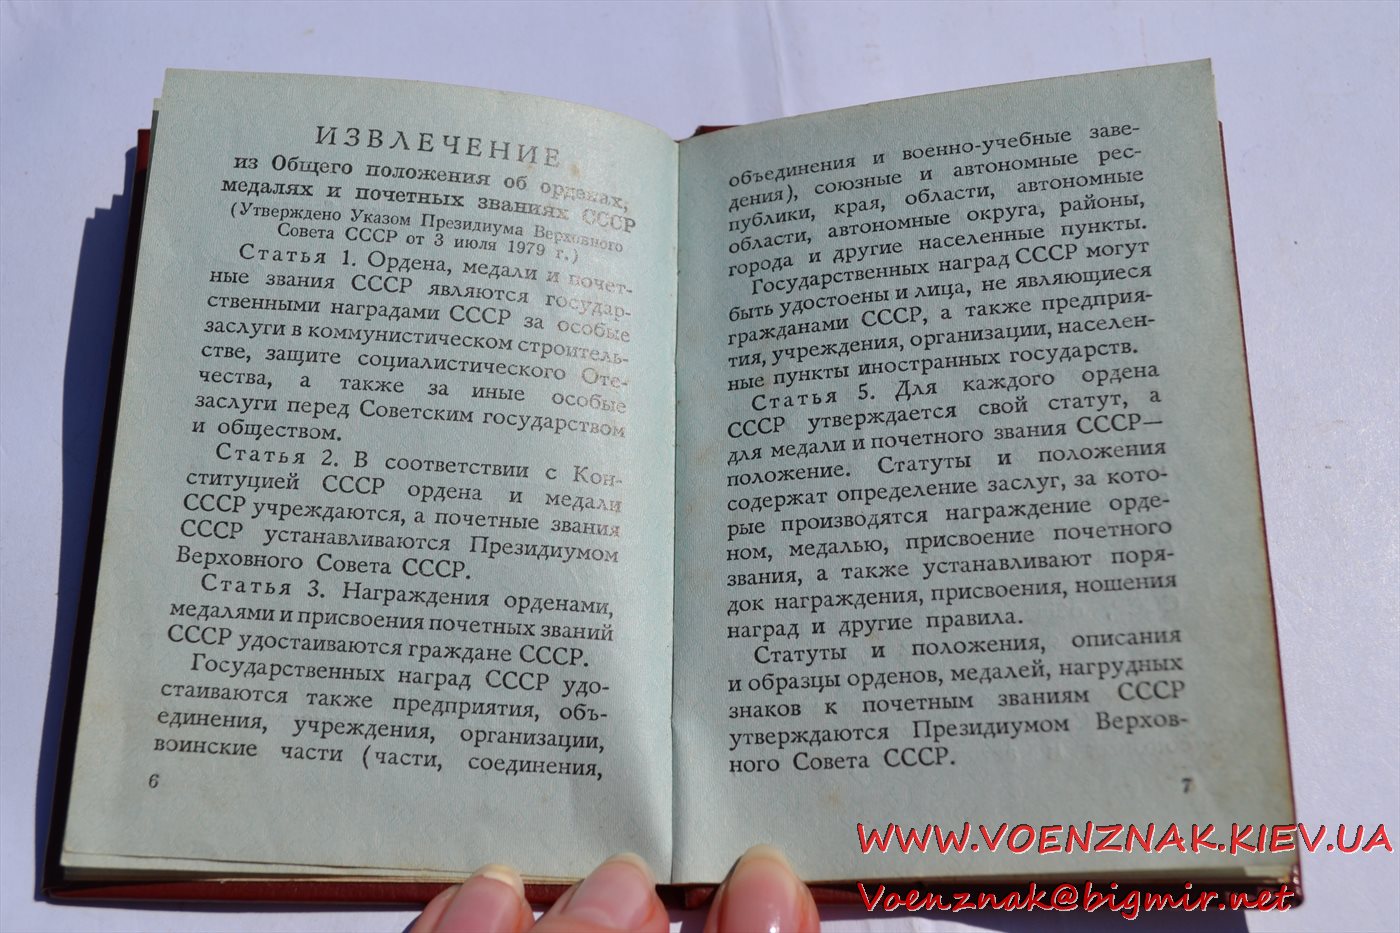 ИЗВЛЕЧЕНИЕ
из Общего положения об орденах,
медалях и почетных званиях СССР
(Утверждено Указом Президиума Верховного
Совета СССР от 3 июля 1979 г.)
Статья 1. Ордена, медали и почет-
ные звания СССР являются государ-
ственными наградами СССР за особые
заслуги в коммунистическом строитель-
стве, защите социалистического Оте-
чества, а также за иные особые
заслуги перед Советским государством
и обществом.
Статья 2. В соответствии с Кон-
ституцией СССР ордена и медали
СССР учреждаются, а почетные звания
СССР устанавливаются Президиумом
Верховного Совета СССР.
Статья 3. Награждения орденами,
медалями и присвоения почетных званий
СССР удостаиваются граждане СССР.
Государственных наград СССР удо-
стаиваются также предприятия, объ-
единения, учреждения, организации,
воинские части (части, соединения,
6
объединения и военно-учебные заве-
дения), союзные и автономные рес-
публики, края, области, автономные
области, автономные округа, районы,
города и другие населенные пункты.
Государственных наград СССР могут
быть удостоены и лица, не являющиеся
гражданами СССР, а также предприя-
тия, учреждения, организации, населен-
ные пункты иностранных государств.
Статья 5. Для каждого ордена
СССР утверждается свой статут, а
для медали и почетного звания СССР—
положение. Статуты и положения
содержат определение заслуг, за кото-
рые производятся награждение орде-
ном, медалью, присвоение почетного
звания, а также устанавливают поря-
док награждения, присвоения, ношения
наград и другие правила.
Статуты и положения, описания
и образцы орденов, медалей, нагрудных
знаков к почетным званиям СССР
утверждаются Президиумом Верхов-
ного Совета СССР.
7
WWW.VOENZNAK.KIEV.UA
Voenznak@bigmir.net